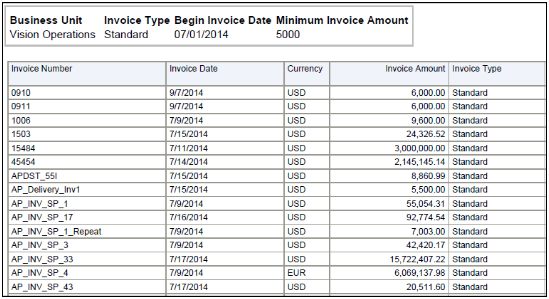 Business Unit Invoice Type Begin Invoice Date Minimum Invoice Amount
Vision Operations Standard 07/01/2014 5000
Invoice Number Invoice Date Currency Invoice Amount Invoice Type
0910 9/7/2014 USD 6,000.00 Standard
0911 9/7/2014 USD 6,000.00 Standard
1006 7/9/2014 USD 9,600.00 Standard
1503 7/15/2014 USD 24,326.52 Standard
15484 7/11/2014 USD 3,000,000.00 Standard
45454 7/14/2014 USD 2,145,145.14 Standard
APDST_55I 7/15/2014 USD 8,860.99 Standard
AP_Delivery_Inv1 7/15/2014 USD 5,500.00 Standard
AP_INV_SP_1 7/9/2014 USD 55,054.31 Standard
AP_INV_SP_17 7/16/2014 USD 92,774.54 Standard
AP_INV_SP_1_Repeat 7/9/2014 USD 7,003.00 Standard
AP_INV_SP_3 7/9/2014 USD 42,420.17 Standard
AP_INV_SP_33 7/17/2014 USD 15,722,407.22 Standard
AP_INV_SP_4 7/9/2014 EUR 6,069,137.98 Standard
AP_INV_SP_43 7/17/2014 USD 20,511.60 Standard